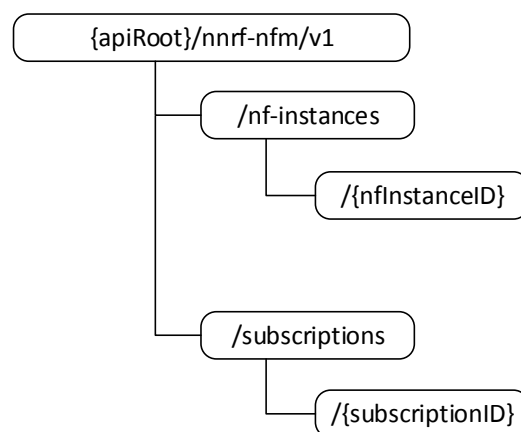 {apiRoot}/nnrf-nfm/v1
/nf-instances
/{nfInstanceID}
/subscriptions
/{subscriptionID}